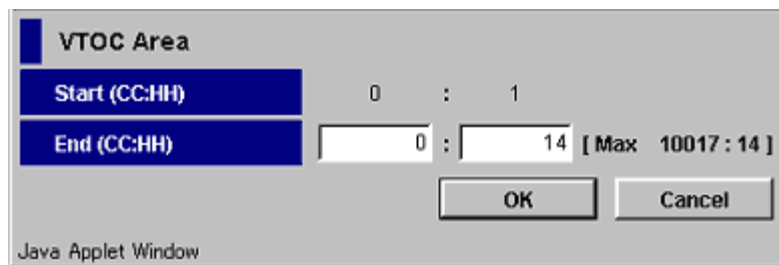 VTOC Area
Start (CC:HH) 0 : 1
End (CC:HH) 0 : 14 [ Max 10017 : 14 ]
OK Cancel
Java Applet Window